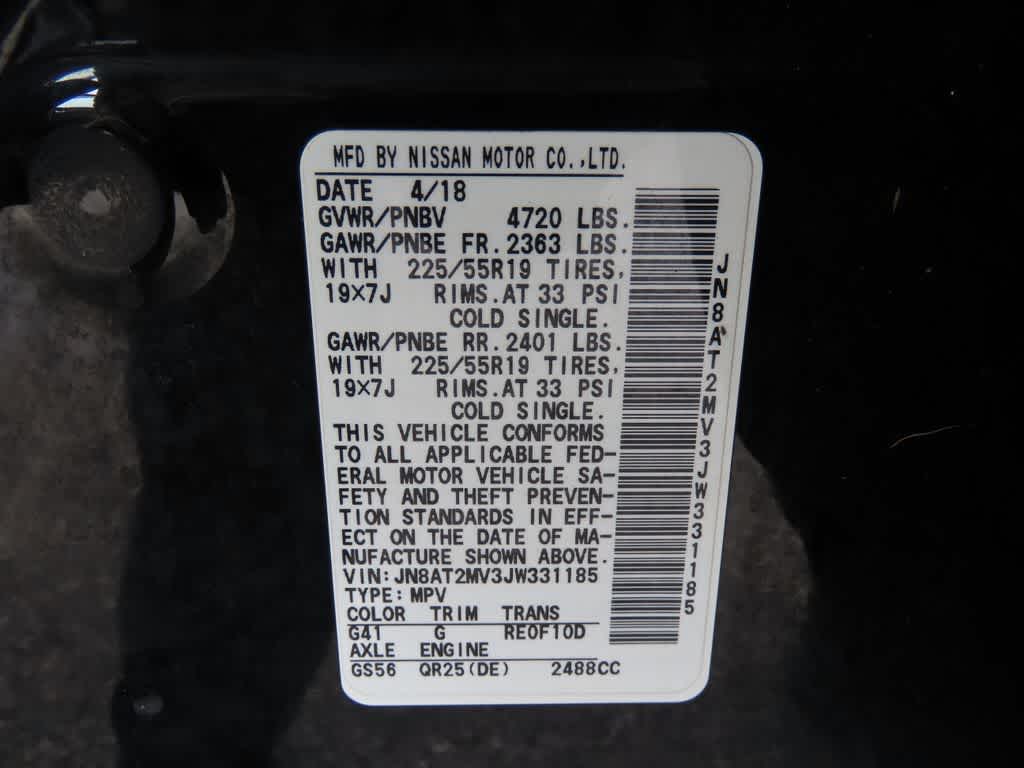 MFD BY NISSAN MOTOR CO.,LTD.
DATE 4/18
GVWR/PNBV 4720 LBS.
GAWR/PNBE FR.2363 LBS.
WITH 225/55R19 TIRES,
19×7J RIMS.AT 33 PSI
COLD SINGLE.
GAWR/PNBE RR.2401 LBS.
WITH 225/55R19 TIRES,
19×7J RIMS.AT 33 PSI
COLD SINGLE.
THIS VEHICLE CONFORMS
TO ALL APPLICABLE FED-
ERAL MOTOR VEHICLE SA-
FETY AND THEFT PREVEN-
TION STANDARDS IN EFF-
ECT ON THE DATE OF MA-
NUFACTURE SHOWN ABOVE.
VIN:JN8AT2MV3JW331185
TYPE:MPV
COLOR TRIM TRANS
G41 G RE0F10D
AXLE ENGINE
GS56 QR25(DE) 2488CC
JN8AT2MV3JW331185